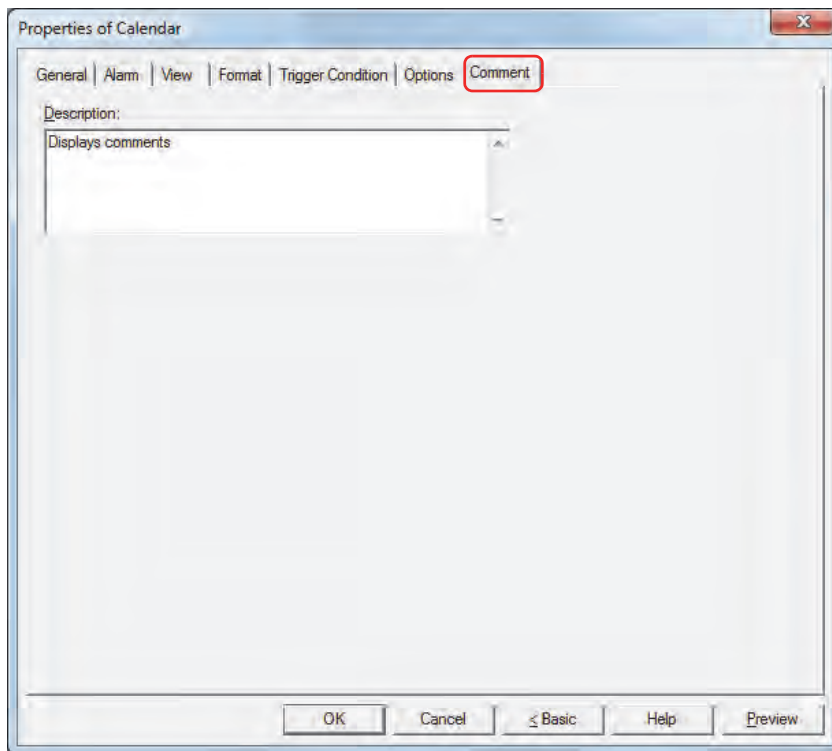 Properties of Calendar
General Alarm View Format Trigger Condition Options Comment
Description:
Displays comments
OK Cancel < Basic Help Preview